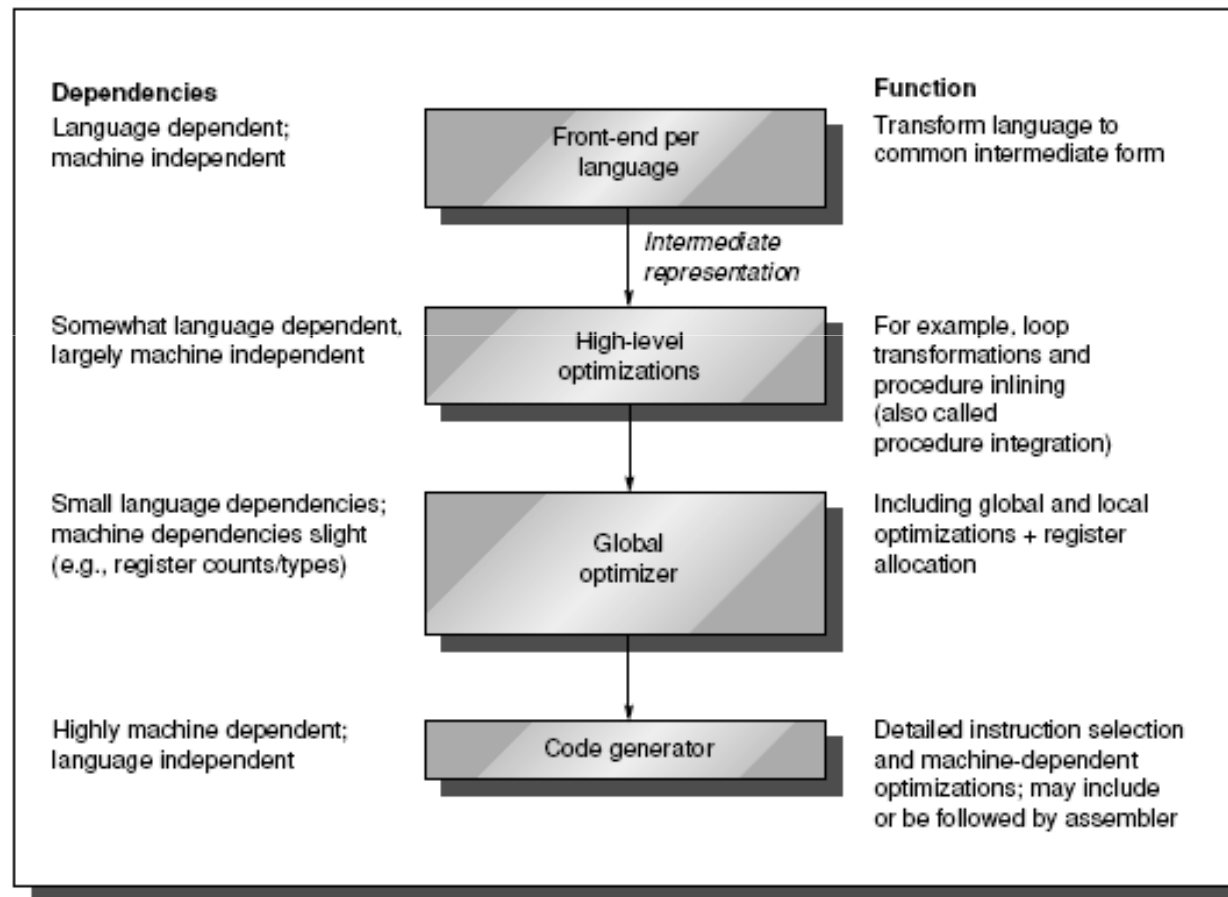 Dependencies
Language dependent;
machine independent
Front-end per
language
Function
Transform language to
common intermediate form
Intermediate
representation
Somewhat language dependent,
largely machine independent
High-level
optimizations
For example, loop
transformations and
procedure inlining
(also called
procedure integration)
Small language dependencies;
machine dependencies slight
(e.g., register counts/types)
Global
optimizer
Including global and local
optimizations + register
allocation
Highly machine dependent;
language independent
Code generator
Detailed instruction selection
and machine-dependent
optimizations; may include
or be followed by assembler